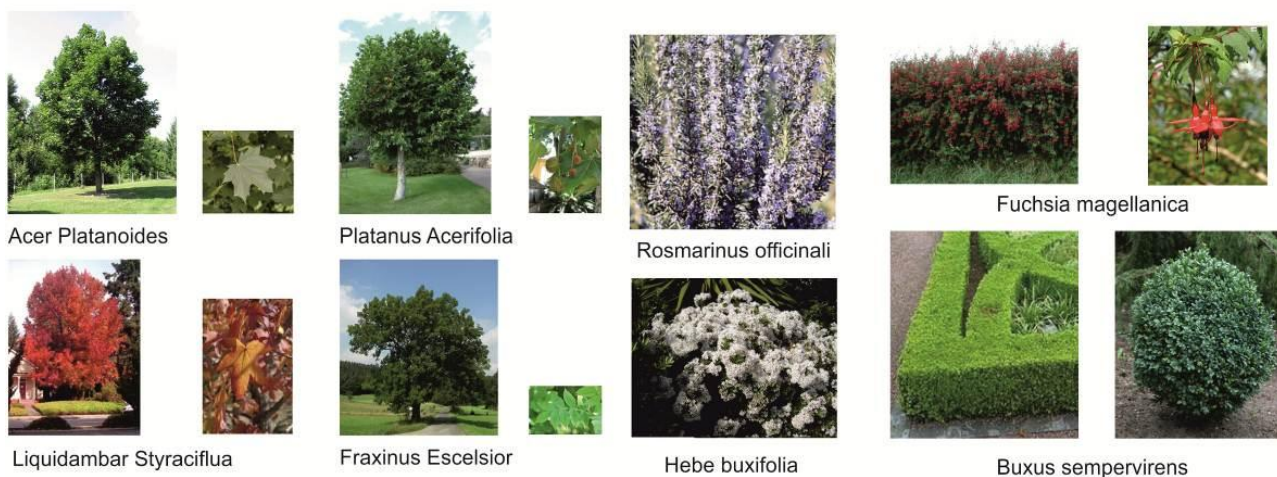 Acer Platanoides
Platanus Acerifolia
Rosmarinus officinali
Fuchsia magellanica
Liquidambar Styraciflua
Fraxinus Escelsior
Hebe buxifolia
Buxus sempervirens